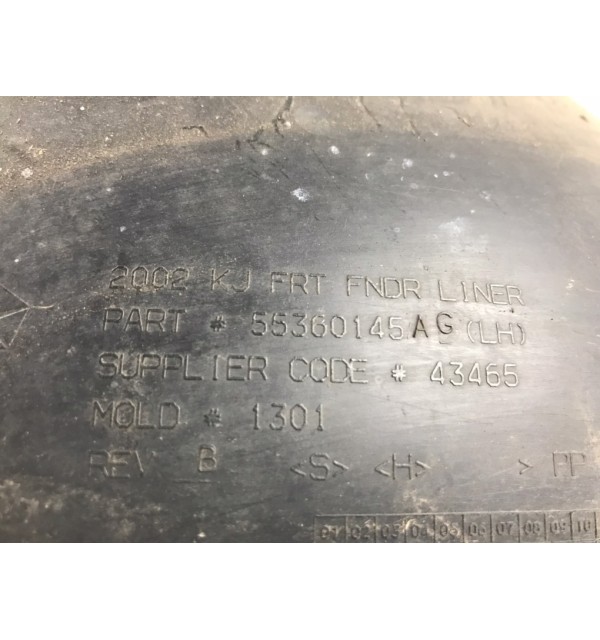 2002 KJ FRT FNDR LINER
PART # 55360145AG (LH)
SUPPLIER CODE # 43465
MOLD # 1301
REV B <S> <H> > PP
01 02 03 04 05 06 07 08 09 10